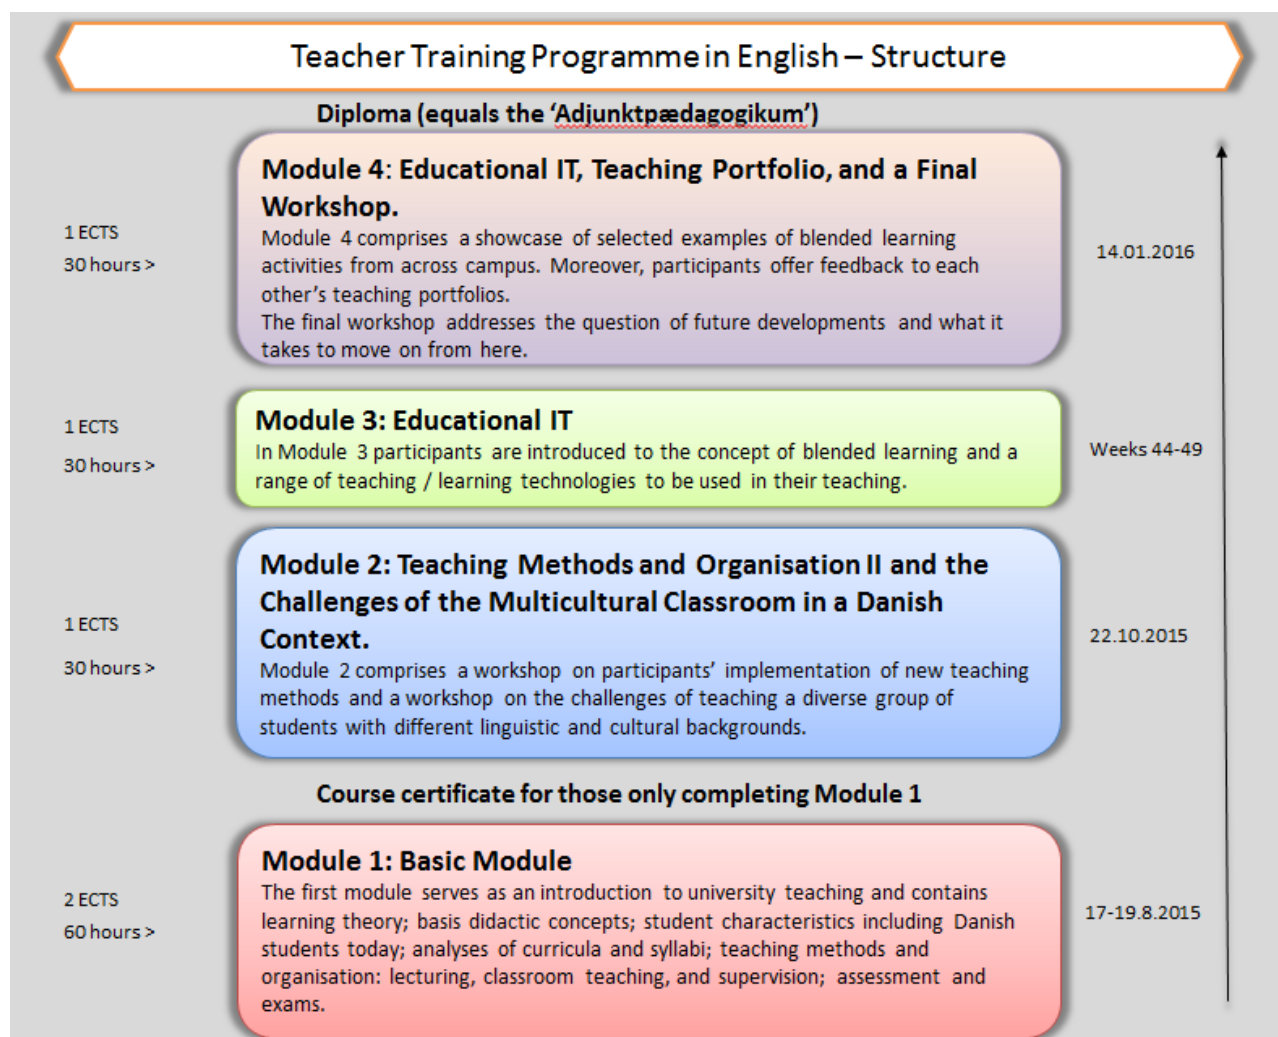 Teacher Training Programme in English – Structure
Diploma (equals the ‘Adjunktpædagogikum’)
Module 4: Educational IT, Teaching Portfolio, and a Final
Workshop.
Module 4 comprises a showcase of selected examples of blended learning
activities from across campus. Moreover, participants offer feedback to each
other’s teaching portfolios.
The final workshop addresses the question of future developments and what it
takes to move on from here.
1 ECTS
30 hours >
14.01.2016
Module 3: Educational IT
In Module 3 participants are introduced to the concept of blended learning and a
range of teaching / learning technologies to be used in their teaching.
1 ECTS
30 hours >
Weeks 44-49
Module 2: Teaching Methods and Organisation II and the
Challenges of the Multicultural Classroom in a Danish
Context.
Module 2 comprises a workshop on participants’ implementation of new teaching
methods and a workshop on the challenges of teaching a diverse group of
students with different linguistic and cultural backgrounds.
1 ECTS
30 hours >
22.10.2015
Course certificate for those only completing Module 1
Module 1: Basic Module
The first module serves as an introduction to university teaching and contains
learning theory; basis didactic concepts; student characteristics including Danish
students today; analyses of curricula and syllabi; teaching methods and
organisation: lecturing, classroom teaching, and supervision; assessment and
exams.
2 ECTS
60 hours >
17-19.8.2015